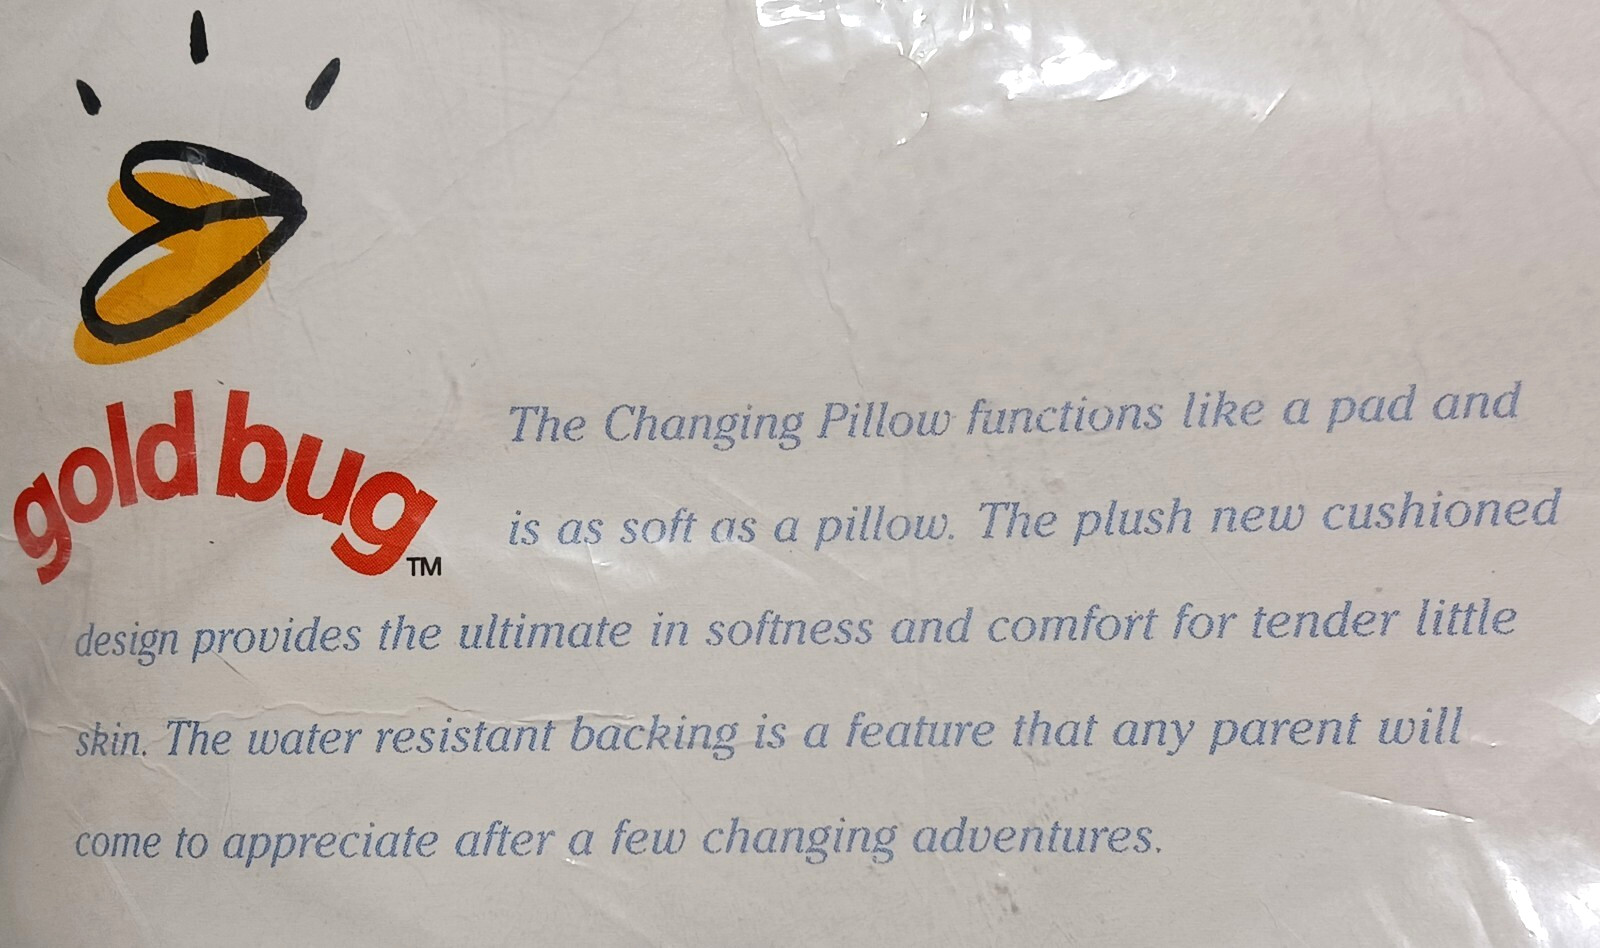 gold bug
TM
The Changing Pillow functions like a pad and
is as soft as a pillow. The plush new cushioned
design provides the ultimate in softness and comfort for tender little
skin. The water resistant backing is a feature that any parent will
come to appreciate after a few changing adventures.